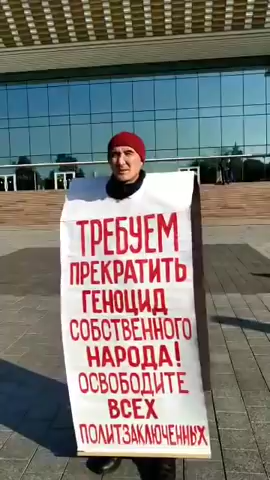 ТРЕБУЕМ
ПРЕКРАТИТЬ
ГЕНОЦИД
СОБСТВЕННОГО
НАРОДА!
ОСВОБОДИТЕ
ВСЕХ
ПОЛИТЗАКЛЮЧЕННЫХ